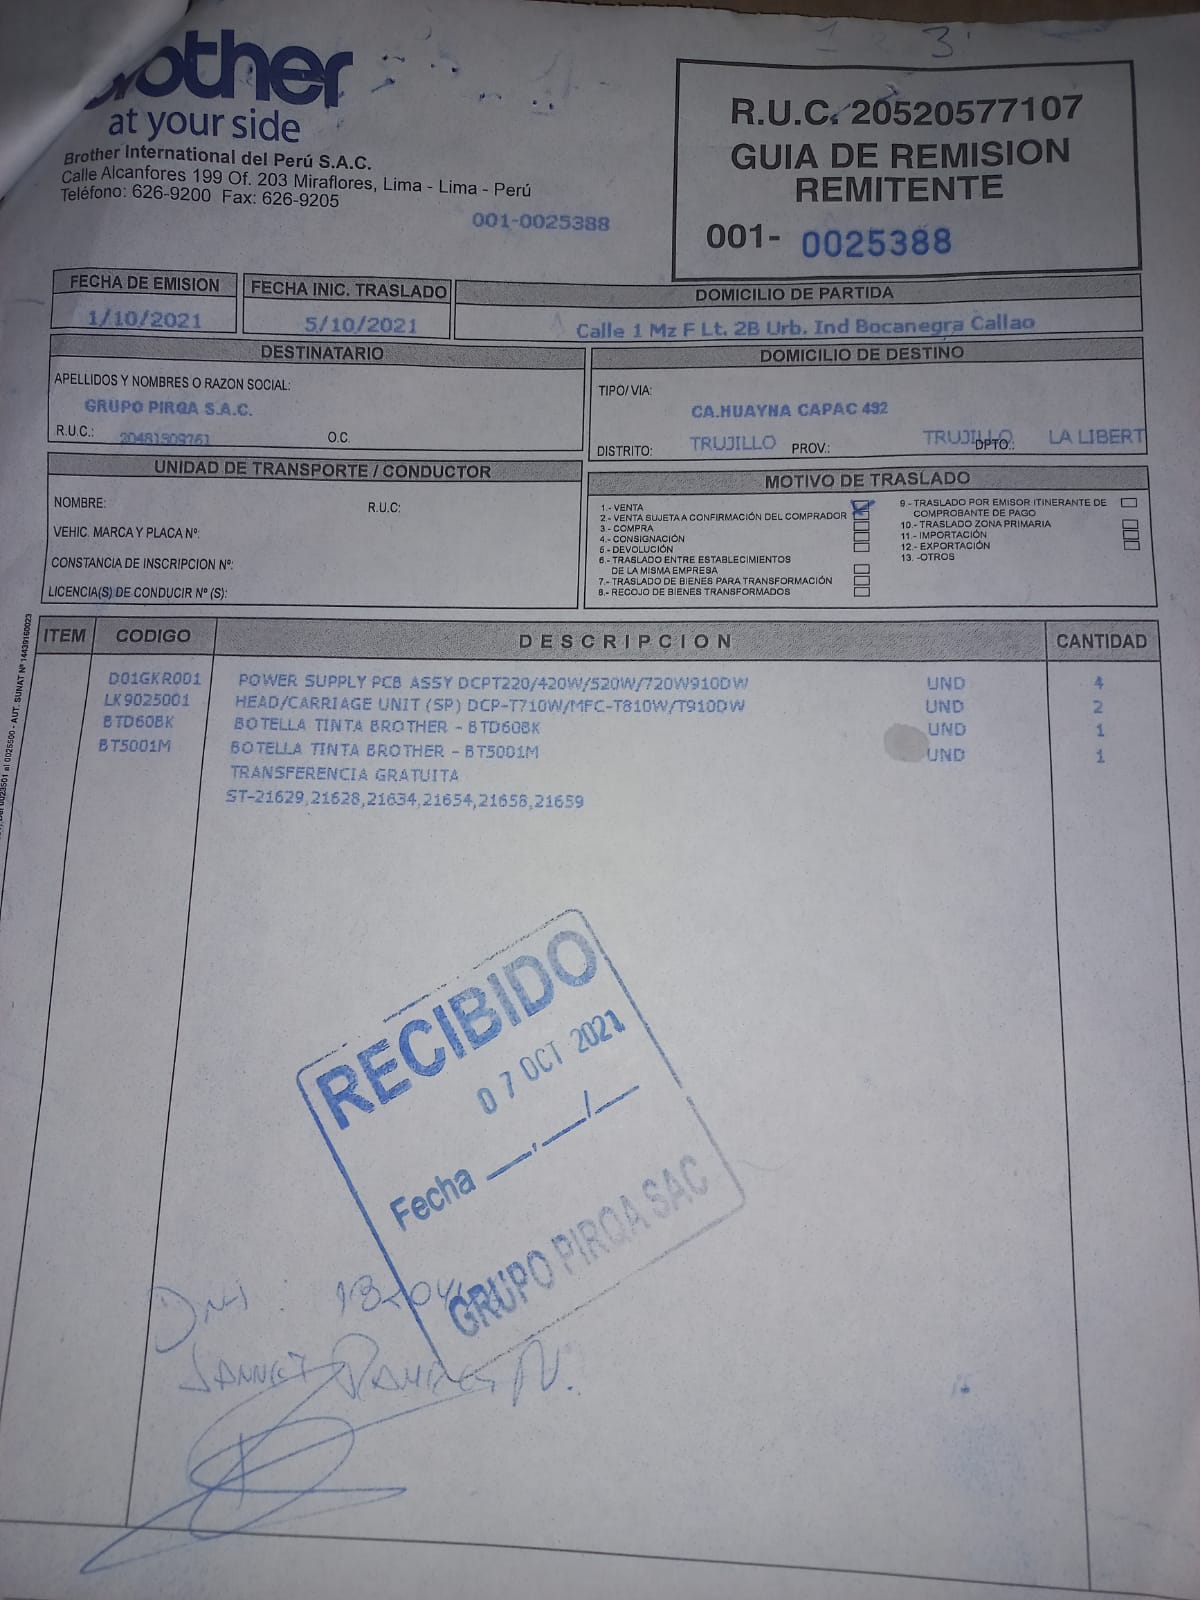 brother
at your side
Brother International del Perú S.A.C.
Calle Alcanfores 199 Of. 203 Miraflores, Lima - Lima - Perú
Teléfono: 626-9200 Fax: 626-9205
001-0025388
R.U.C. 20520577107
GUIA DE REMISION
REMITENTE
001- 0025388
FECHA DE EMISION
1/10/2021
FECHA INIC. TRASLADO
5/10/2021
DOMICILIO DE PARTIDA
Calle 1 Mz F Lt. 2B Urb. Ind Bocanegra Callao
DESTINATARIO
APELLIDOS Y NOMBRES O RAZON SOCIAL:
GRUPO PIRQA S.A.C.
R.U.C.: 20481909761 O.C.
DOMICILIO DE DESTINO
TIPO/VIA:
CA.HUAYNA CAPAC 492
DISTRITO: TRUJILLO PROV.: TRUJILLO DPTO.: LA LIBERT
UNIDAD DE TRANSPORTE / CONDUCTOR
NOMBRE: R.U.C:
VEHIC. MARCA Y PLACA Nº:
CONSTANCIA DE INSCRIPCION Nº:
LICENCIA(S) DE CONDUCIR Nº (S):
MOTIVO DE TRASLADO
1.- VENTA
2.- VENTA SUJETA A CONFIRMACIÓN DEL COMPRADOR
3.- COMPRA
4.- CONSIGNACIÓN
5.- DEVOLUCIÓN
6.- TRASLADO ENTRE ESTABLECIMIENTOS
DE LA MISMA EMPRESA
7.- TRASLADO DE BIENES PARA TRANSFORMACIÓN
8.- RECOJO DE BIENES TRANSFORMADOS
9.- TRASLADO POR EMISOR ITINERANTE DE
COMPROBANTE DE PAGO
10.- TRASLADO ZONA PRIMARIA
11.- IMPORTACIÓN
12.- EXPORTACIÓN
13. -OTROS
ITEM CODIGO DESCRIPCION CANTIDAD
D01GKR001 POWER SUPPLY PCB ASSY DCPT220/420W/520W/720W910DW UND 4
LK9025001 HEAD/CARRIAGE UNIT (SP) DCP-T710W/MFC-T810W/T910DW UND 2
BTD60BK BOTELLA TINTA BROTHER - BTD60BK UND 1
BT5001M BOTELLA TINTA BROTHER - BT5001M UND 1
TRANSFERENCIA GRATUITA
ST-21629,21628,21634,21654,21658,21659
RECIBIDO
07 OCT 2021
Fecha __/__/__
GRUPO PIRQA SAC